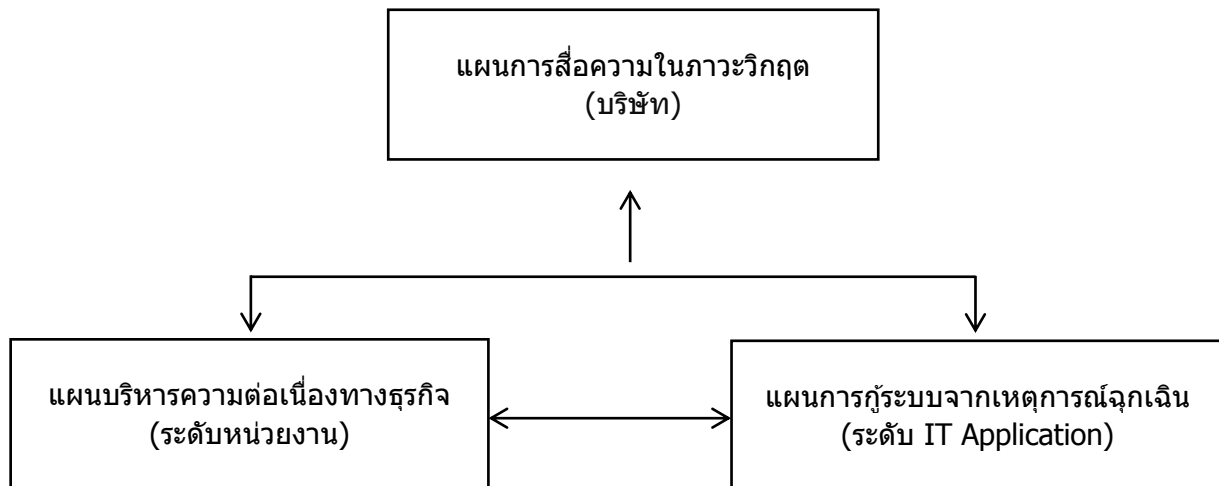 แผนการสื่อความในภาวะวิกฤต
(บริษัท)
แผนบริหารความต่อเนื่องทางธุรกิจ
(ระดับหน่วยงาน)
แผนการกู้ระบบจากเหตุการณ์ฉุกเฉิน
(ระดับ IT Application)